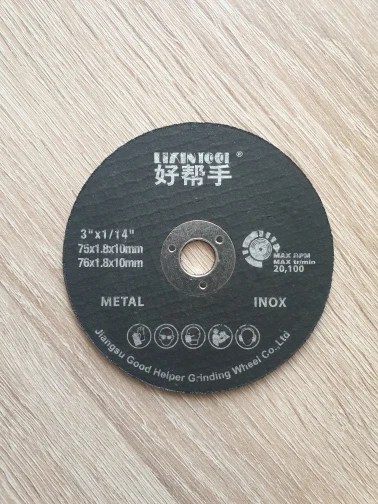 LIXINTOOL®
好帮手
3"x1/14"
75x1.8x10mm
76x1.8x10mm
MAX RPM
MAX tr/min
20,100
METAL
INOX
Jiangsu Good Helper Grinding Wheel Co.,Ltd